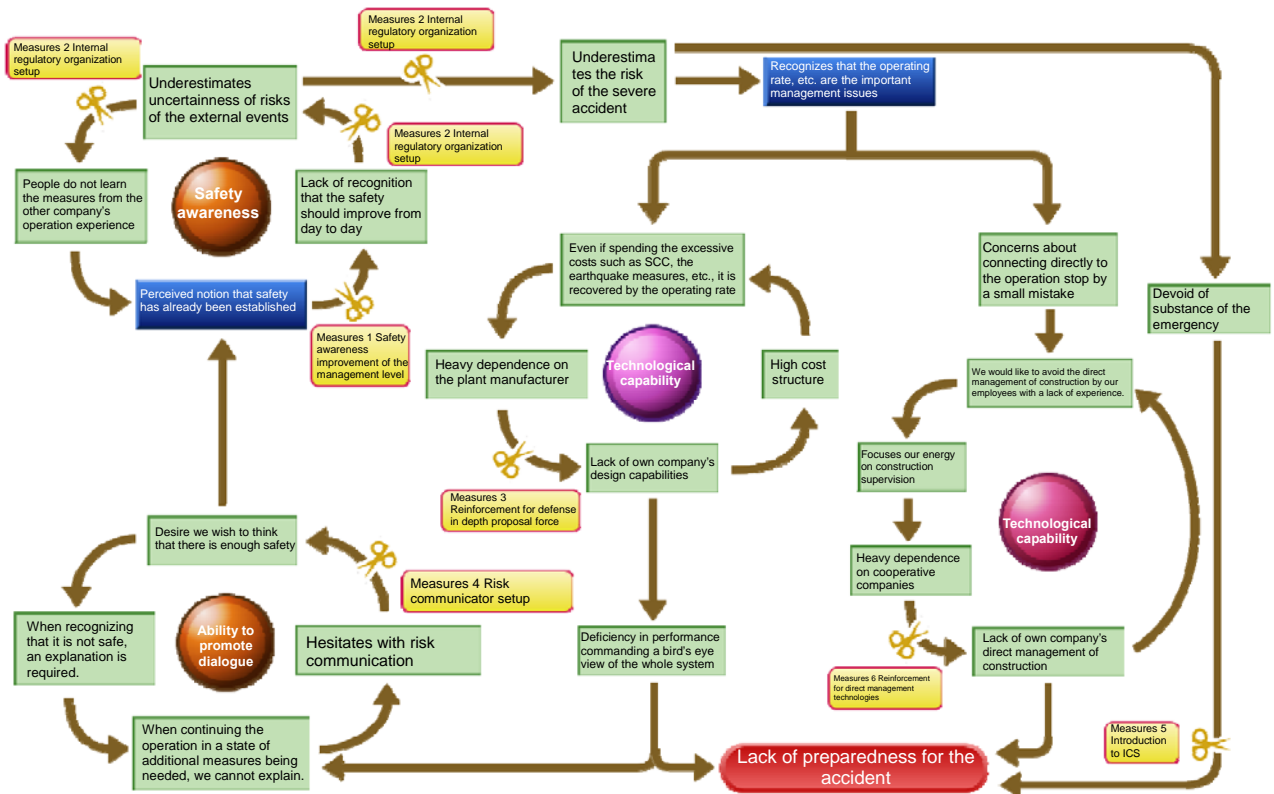 Measures 2 Internal
regulatory organization
setup
Measures 2 Internal
regulatory organization
setup
Underestimates
uncertainness of risks
of the external events
Underestima
tes the risk
of the severe
accident
Recognizes that the operating
rate, etc. are the important
management issues
Measures 2 Internal
regulatory organization
setup
People do not learn
the measures from the
other company's
operation experience
Safety
awareness
Lack of recognition
that the safety
should improve from
day to day
Even if spending the excessive
costs such as SCC, the
earthquake measures, etc., it is
recovered by the operating rate
Concerns about
connecting directly to
the operation stop by
a small mistake
Devoid of
substance of the
emergency
Perceived notion that safety
has already been established
Measures 1 Safety
awareness
improvement of the
management level
Heavy dependence on
the plant manufacturer
Technological
capability
High cost
structure
We would like to avoid the direct
management of construction by our
employees with a lack of experience.
Lack of own company's
design capabilities
Focuses our energy
on construction
supervision
Measures 3
Reinforcement for defense
in depth proposal force
Technological
capability
Desire we wish to think
that there is enough safety
Heavy dependence
on cooperative
companies
Measures 4 Risk
communicator setup
When recognizing
that it is not safe,
an explanation is
required.
Ability to
promote
dialogue
Hesitates with risk
communication
Deficiency in performance
commanding a bird's eye
view of the whole system
Lack of own company's
direct management of
construction
Measures 6 Reinforcement
for direct management
technologies
When continuing the
operation in a state of
additional measures being
needed, we cannot explain.
Lack of preparedness for the
accident
Measures 5
Introduction
to ICS